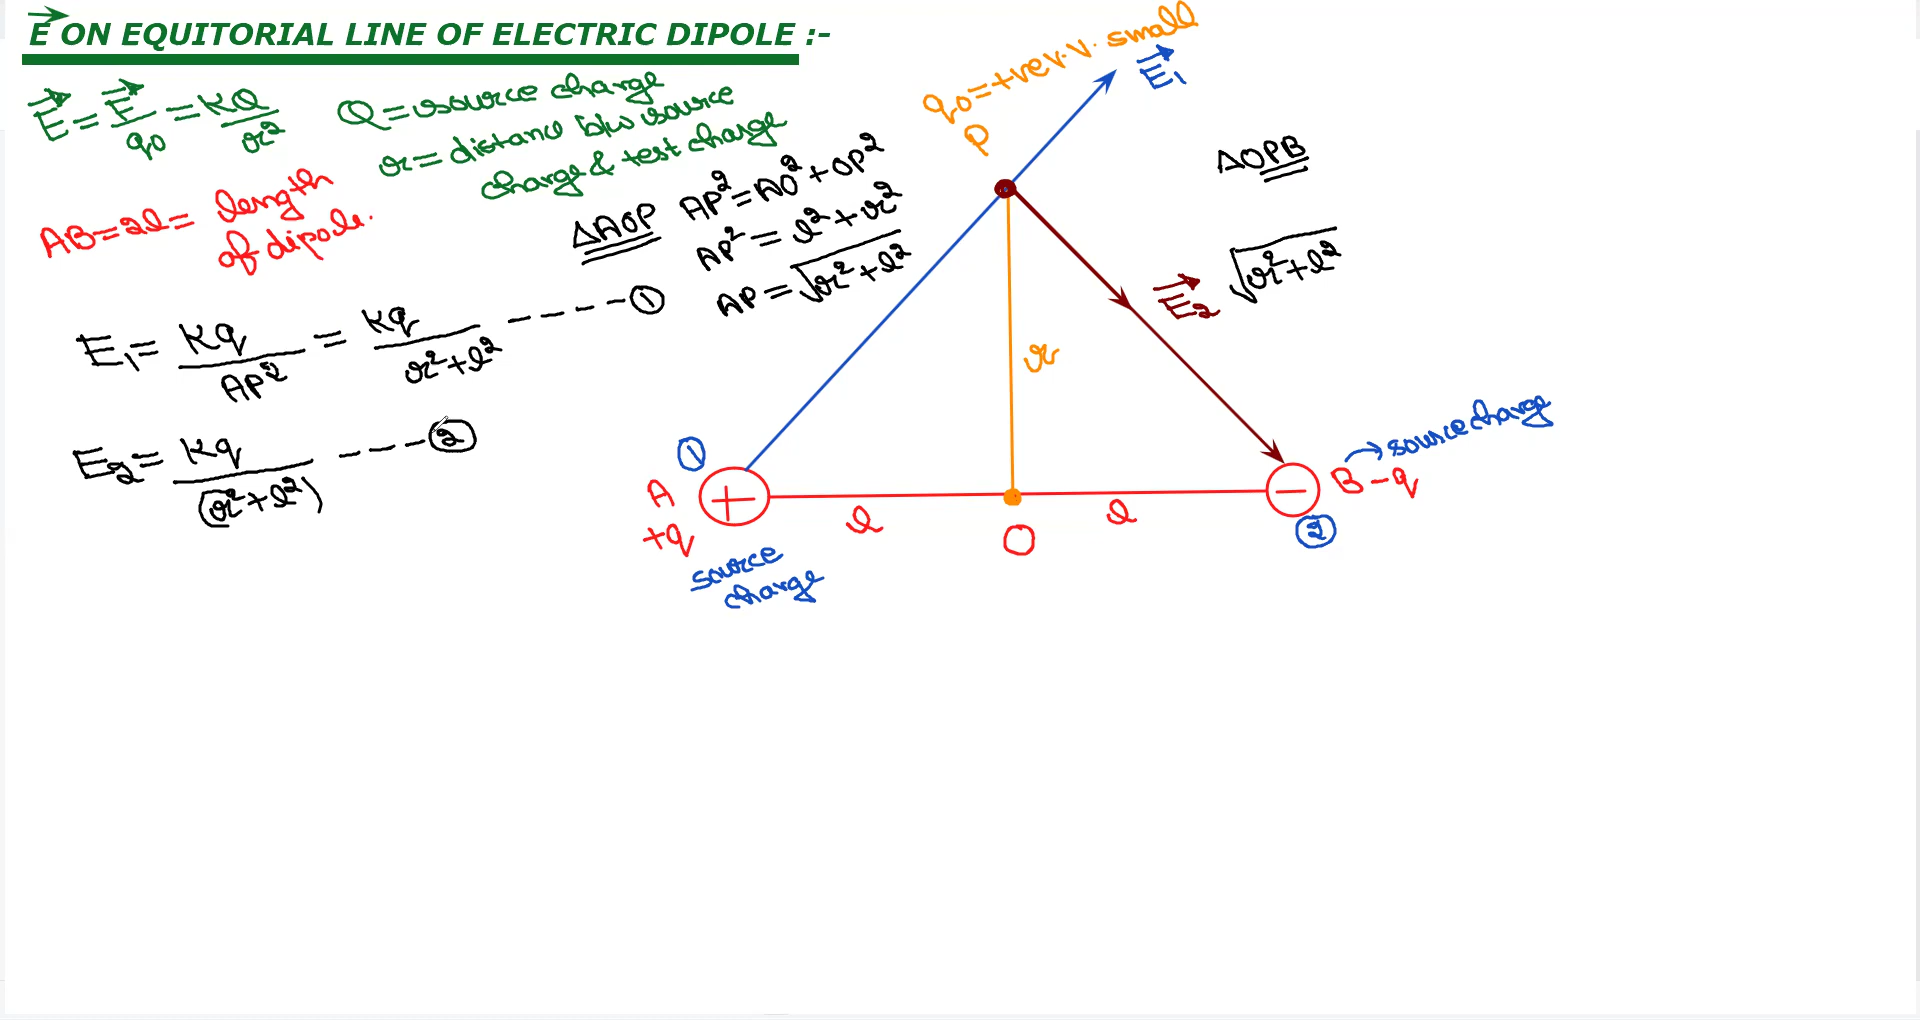 E⃗ ON EQUITORIAL LINE OF ELECTRIC DIPOLE :-
E⃗ = E⃗/q0 = KQ/r²
Q = source charge
r = distance b/w source
charge & test charge
AB = 2l = length
of dipole.
ΔAOP AP² = AO² + OP²
AP² = l² + r²
AP = √r² + l²
E1 = Kq/AP² = Kq/r² + l² - - - - ①
E2 = Kq/(r² + l²) - - - ②
q0 = +ve v.v. small
P
E⃗1
ΔOPB
E⃗2
√r² + l²
r
①
A
+q
source
charge
l
O
l
B - q
→ source charge
②